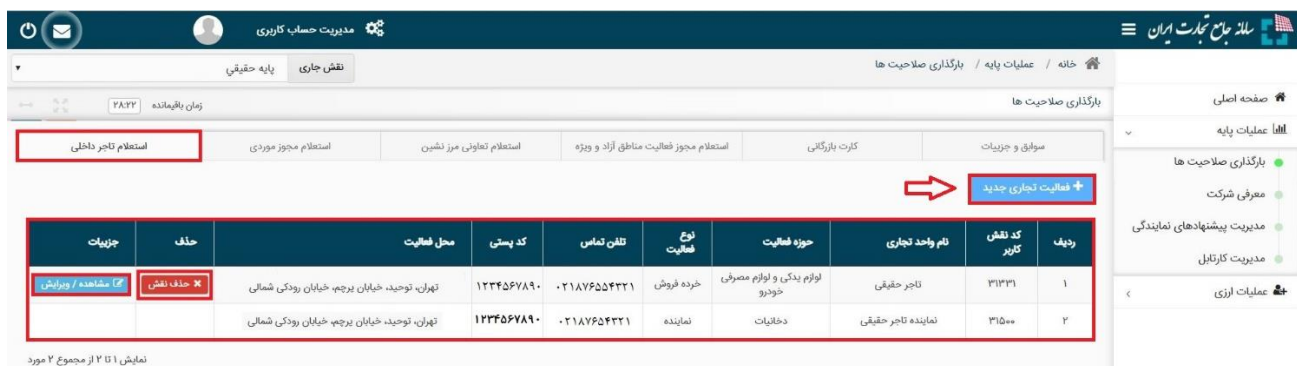 سامانه جامع تجارت ایران
مدیریت حساب کاربری
خانه / عملیات پایه / بارگذاری صلاحیت ها
نقش جاری پایه حقیقی
صفحه اصلی
عملیات پایه
بارگذاری صلاحیت ها
معرفی شرکت
مدیریت پیشنهادهای نمایندگی
مدیریت کارتابل
عملیات ارزی
بارگذاری صلاحیت ها
زمان باقیمانده ۲۸:۲۲
سوابق و جزییات کارت بازرگانی استعلام مجوز فعالیت مناطق آزاد و ویژه استعلام تعاونی مرز نشین استعلام مجوز موردی استعلام تاجر داخلی
+ فعالیت تجاری جدید
ردیف کد نقش کاربر نام واحد تجاری حوزه فعالیت نوع فعالیت تلفن تماس کد پستی محل فعالیت حذف جزییات
۱ ۳۱۳۳۱ تاجر حقیقی لوازم یدکی و لوازم مصرفی خودرو خرده فروش ۰۲۱۸۷۶۵۵۴۳۲۱ ۱۲۳۴۵۶۷۸۹۰ تهران، توحید، خیابان پرچم، خیابان رودکی شمالی حذف نقش مشاهده / ویرایش
۲ ۳۱۵۰۰ نماینده تاجر حقیقی دخانیات نماینده ۰۲۱۸۷۶۵۴۳۲۱ ۱۲۳۴۵۶۷۸۹۰ تهران، توحید، خیابان پرچم، خیابان رودکی شمالی
نمایش ۱ تا ۲ از مجموع ۲ مورد